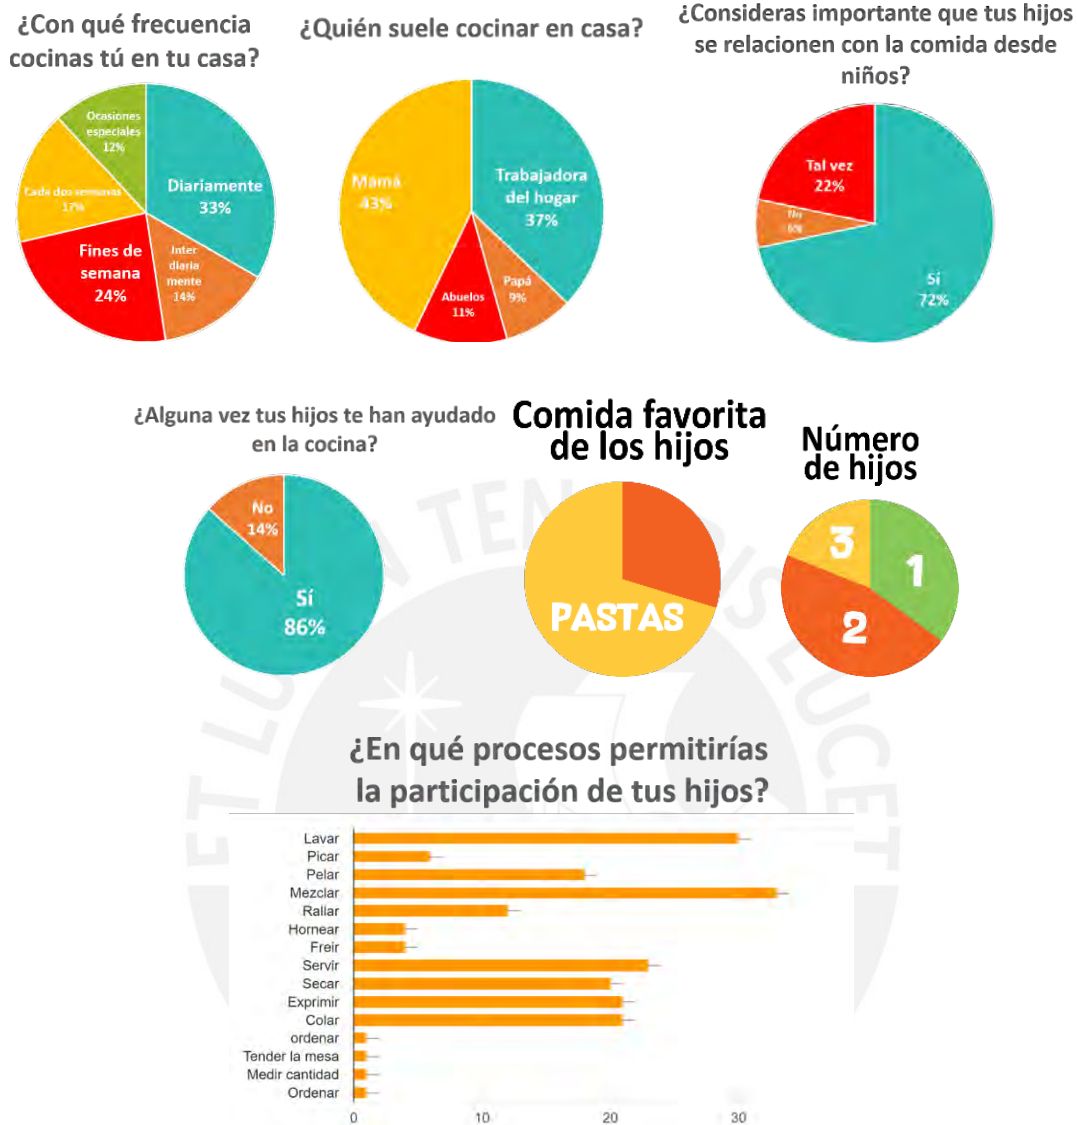 ¿Con qué frecuencia
cocinas tú en tu casa?
Ocasiones
especiales
12%
Diariamente
33%
Cada dos semanas
17%
Fines de
semana
24%
Inter
diaria
mente
14%
¿Quién suele cocinar en casa?
Mamá
43%
Trabajadora
del hogar
37%
Papá
9%
Abuelos
11%
¿Consideras importante que tus hijos
se relacionen con la comida desde
niños?
Tal vez
22%
No
6%
Sí
72%
¿Alguna vez tus hijos te han ayudado
en la cocina?
No
14%
Sí
86%
Comida favorita
de los hijos
PASTAS
Número
de hijos
3
1
2
¿En qué procesos permitirías
la participación de tus hijos?
Lavar
Picar
Pelar
Mezclar
Rallar
Hornear
Freir
Servir
Secar
Exprimir
Colar
ordenar
Tender la mesa
Medir cantidad
Ordenar
0 10 20 30